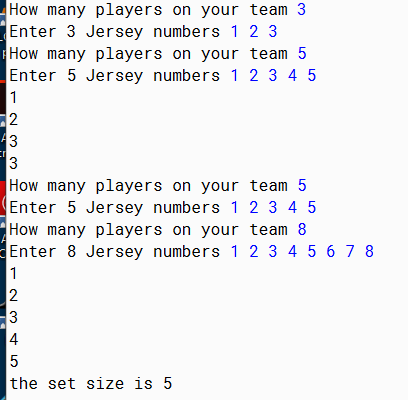 How many players on your team 3
Enter 3 Jersey numbers 1 2 3
How many players on your team 5
Enter 5 Jersey numbers 1 2 3 4 5
1
2
3
3
How many players on your team 5
Enter 5 Jersey numbers 1 2 3 4 5
How many players on your team 8
Enter 8 Jersey numbers 1 2 3 4 5 6 7 8
1
2
3
4
5
the set size is 5